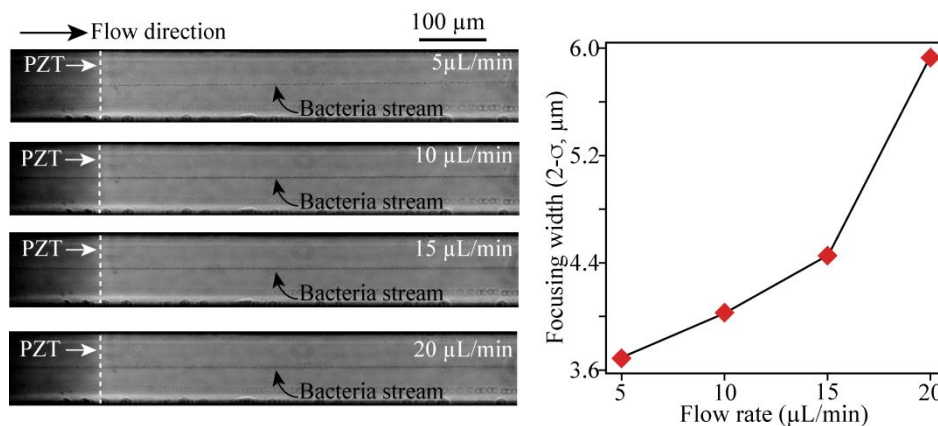 Flow direction
100 µm
PZT
5µL/min
Bacteria stream
PZT
10 µL/min
Bacteria stream
PZT
15 µL/min
Bacteria stream
PZT
20 µL/min
Bacteria stream
Focusing width (2-σ, µm)
6.0
5.2
4.4
3.6
5
10
15
20
Flow rate (µL/min)